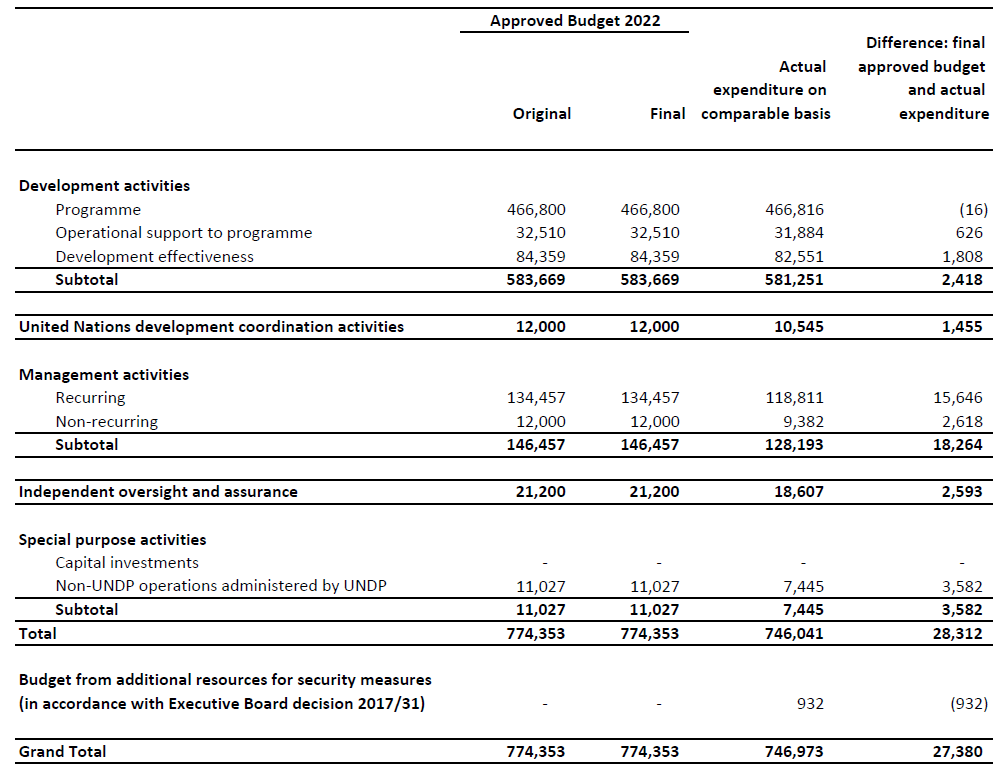 Approved Budget 2022
Difference: final
Actual approved budget
expenditure on and actual
Original Final comparable basis expenditure
Development activities
Programme 466,800 466,800 466,816 (16)
Operational support to programme 32,510 32,510 31,884 626
Development effectiveness 84,359 84,359 82,551 1,808
Subtotal 583,669 583,669 581,251 2,418
United Nations development coordination activities 12,000 12,000 10,545 1,455
Management activities
Recurring 134,457 134,457 118,811 15,646
Non-recurring 12,000 12,000 9,382 2,618
Subtotal 146,457 146,457 128,193 18,264
Independent oversight and assurance 21,200 21,200 18,607 2,593
Special purpose activities
Capital investments - - - -
Non-UNDP operations administered by UNDP 11,027 11,027 7,445 3,582
Subtotal 11,027 11,027 7,445 3,582
Total 774,353 774,353 746,041 28,312
Budget from additional resources for security measures
(in accordance with Executive Board decision 2017/31) - - 932 (932)
Grand Total 774,353 774,353 746,973 27,380